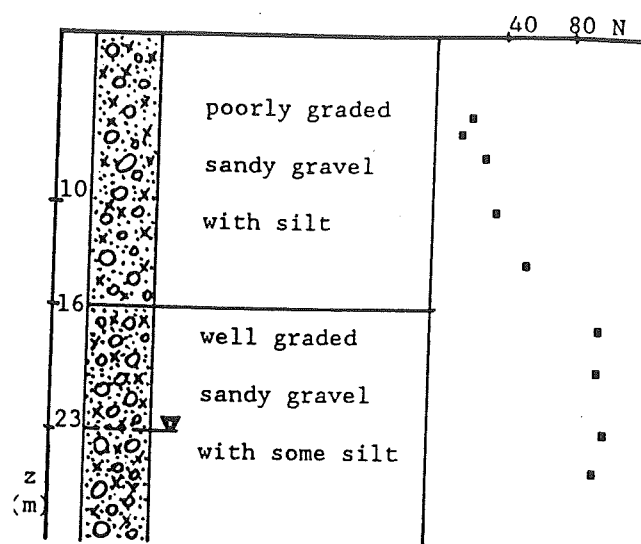 40 80 N
poorly graded
sandy gravel
10
with silt
16
well graded
sandy gravel
23
with some silt
z
(m)